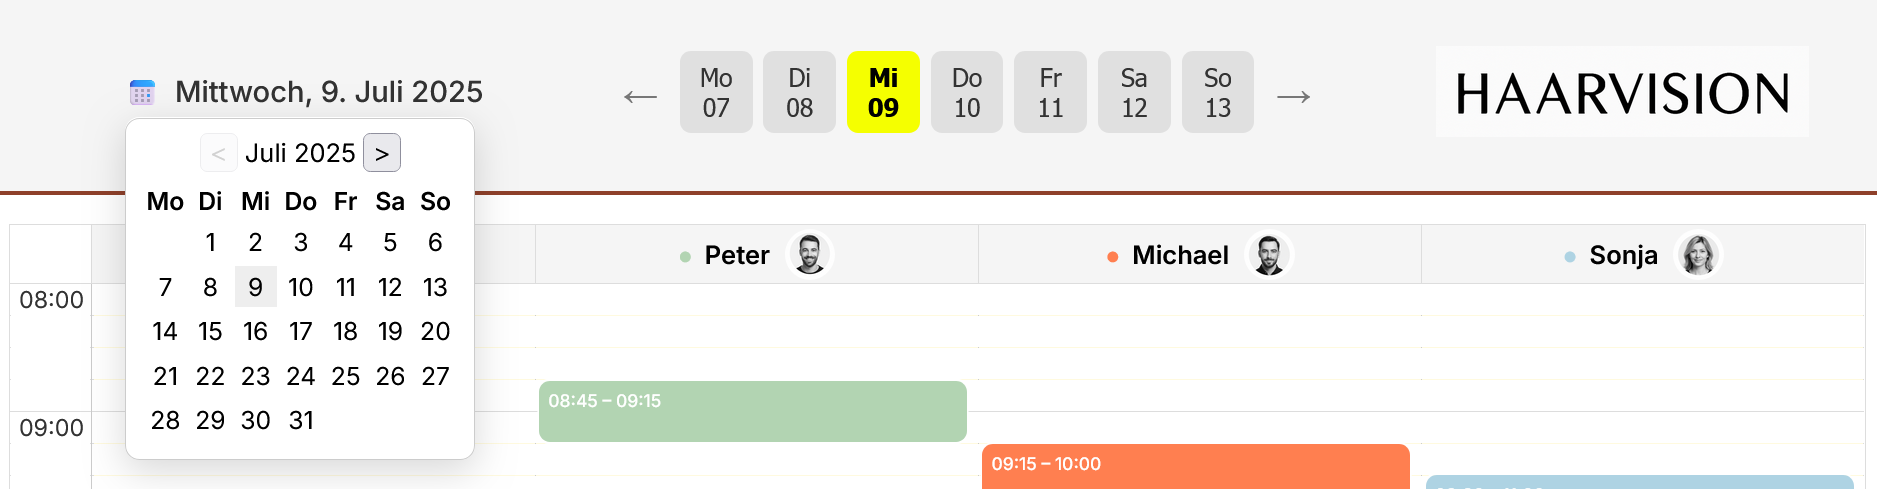 Mittwoch, 9. Juli 2025
← Mo Di Mi Do Fr Sa So →
07 08 09 10 11 12 13
HAARVISION
< Juli 2025 >
Mo Di Mi Do Fr Sa So
1 2 3 4 5 6
7 8 9 10 11 12 13
14 15 16 17 18 19 20
21 22 23 24 25 26 27
28 29 30 31
Peter
Michael
Sonja
08:00
08:45 – 09:15
09:00
09:15 – 10:00